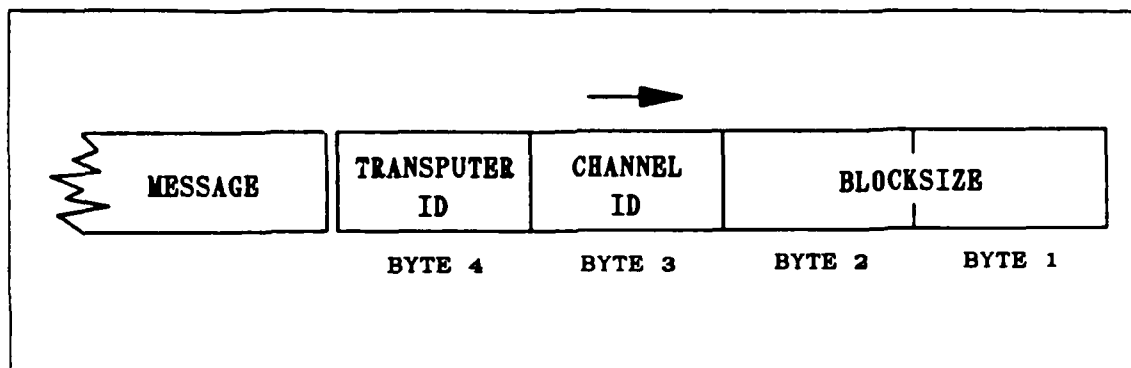 MESSAGE
TRANSPUTER
ID
CHANNEL
ID
BLOCKSIZE
BYTE 4
BYTE 3
BYTE 2
BYTE 1